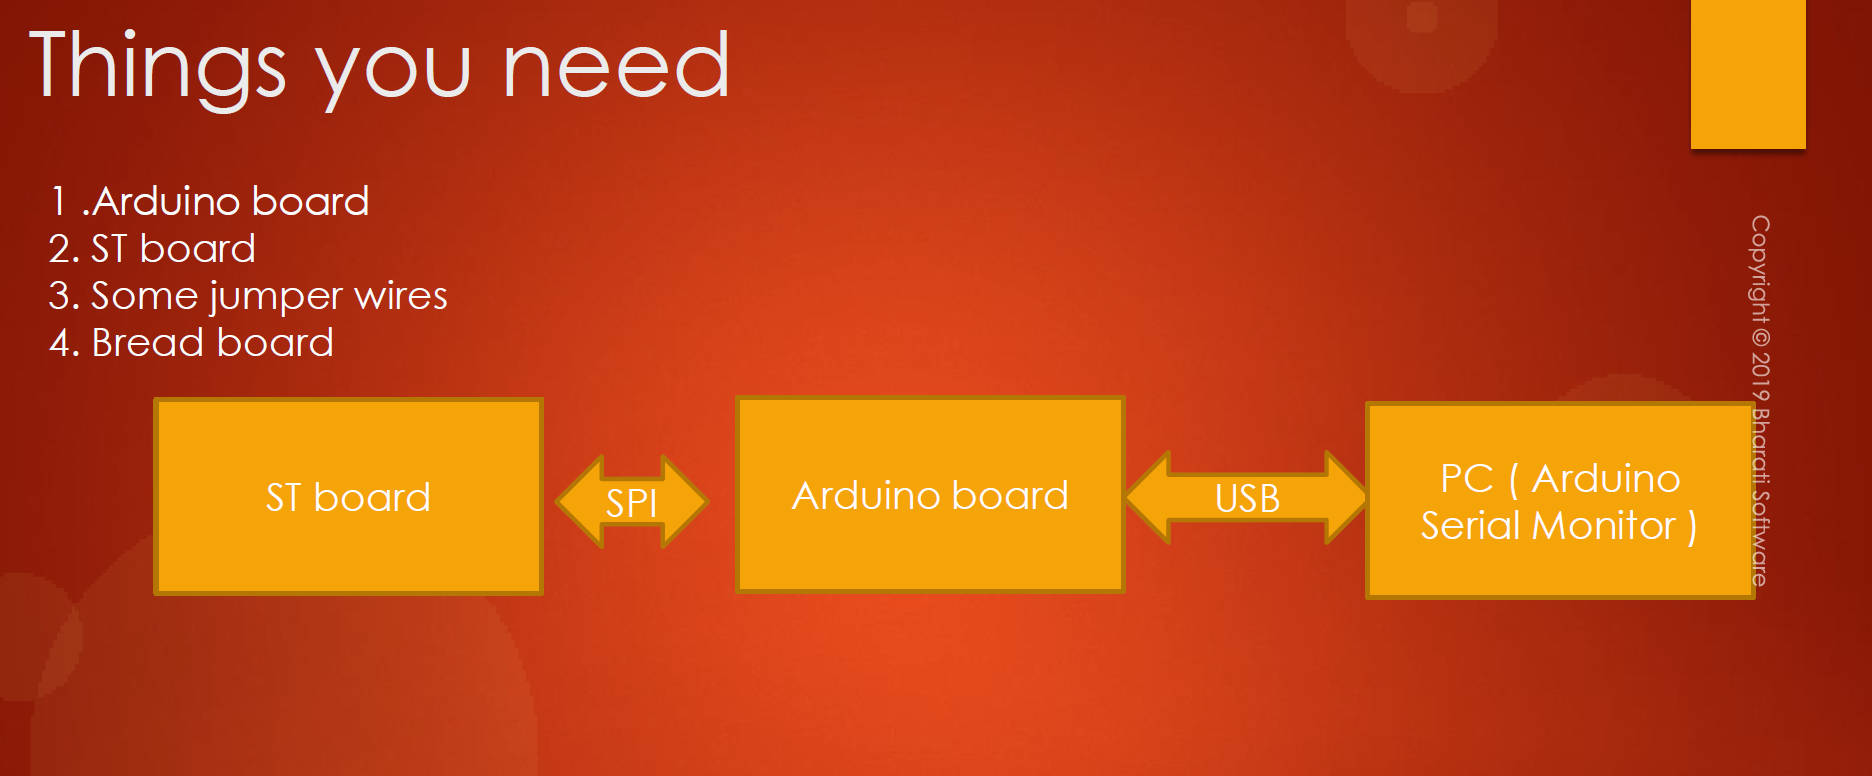 Things you need
1 .Arduino board
2. ST board
3. Some jumper wires
4. Bread board
ST board
SPI
Arduino board
USB
PC ( Arduino
Serial Monitor )
Copyright © 2019 Bharati Software